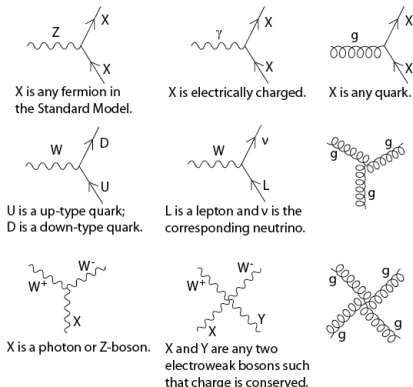 Z
X
X
X is any fermion in
the Standard Model.
γ
X
X
X is electrically charged.
g
X
X
X is any quark.
W
D
U
U is a up-type quark;
D is a down-type quark.
W
ν
L
L is a lepton and ν is the
corresponding neutrino.
g
g
g
W⁺
W⁻
X
X is a photon or Z-boson.
W⁺
W⁻
X
Y
X and Y are any two
electroweak bosons such
that charge is conserved.
g
g
g
g